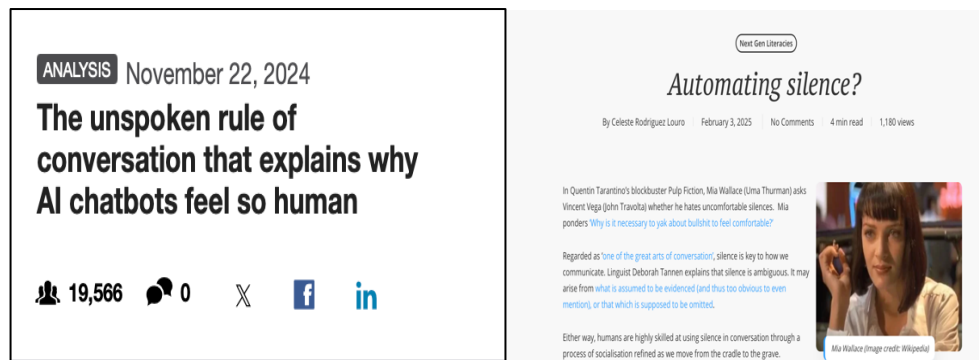 ANALYSIS November 22, 2024
The unspoken rule of
conversation that explains why
AI chatbots feel so human
19,566 0 X f in
Next Gen Literacies
Automating silence?
By Celeste Rodriguez Louro February 3, 2025 No Comments 4 min read 1,180 views
In Quentin Tarantino's blockbuster Pulp Fiction, Mia Wallace (Uma Thurman) asks
Vincent Vega (John Travolta) whether he hates uncomfortable silences. Mia
ponders 'Why is it necessary to yak about bullshit to feel comfortable?'
Regarded as 'one of the great arts of conversation', silence is key to how we
communicate. Linguist Deborah Tannen explains that silence is ambiguous. It may
arise from what is assumed to be evidenced (and thus too obvious to even
mention), or that which is supposed to be omitted.
Either way, humans are highly skilled at using silence in conversation through a
process of socialisation refined as we move from the cradle to the grave.
Mia Wallace (Image credit: Wikipedia)